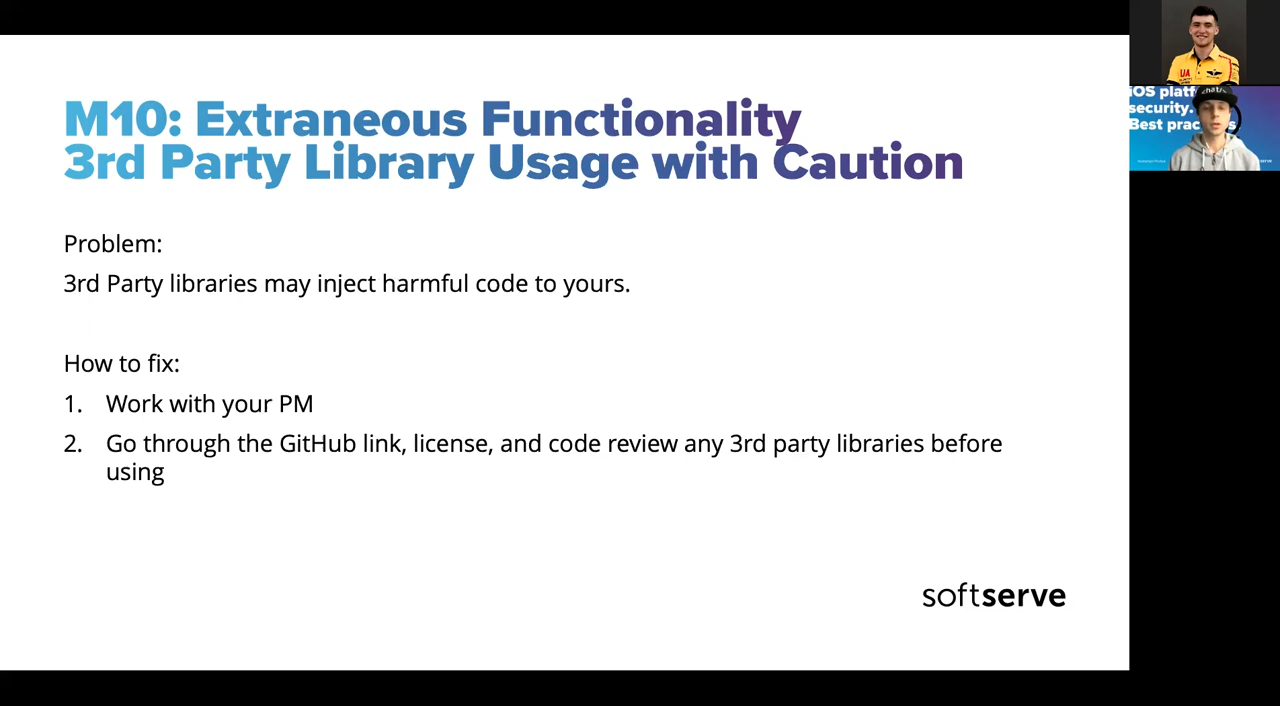 M10: Extraneous Functionality
3rd Party Library Usage with Caution
Problem:
3rd Party libraries may inject harmful code to yours.
How to fix:
1. Work with your PM
2. Go through the GitHub link, license, and code review any 3rd party libraries before
using
softserve
UA
iOS
security.
Best